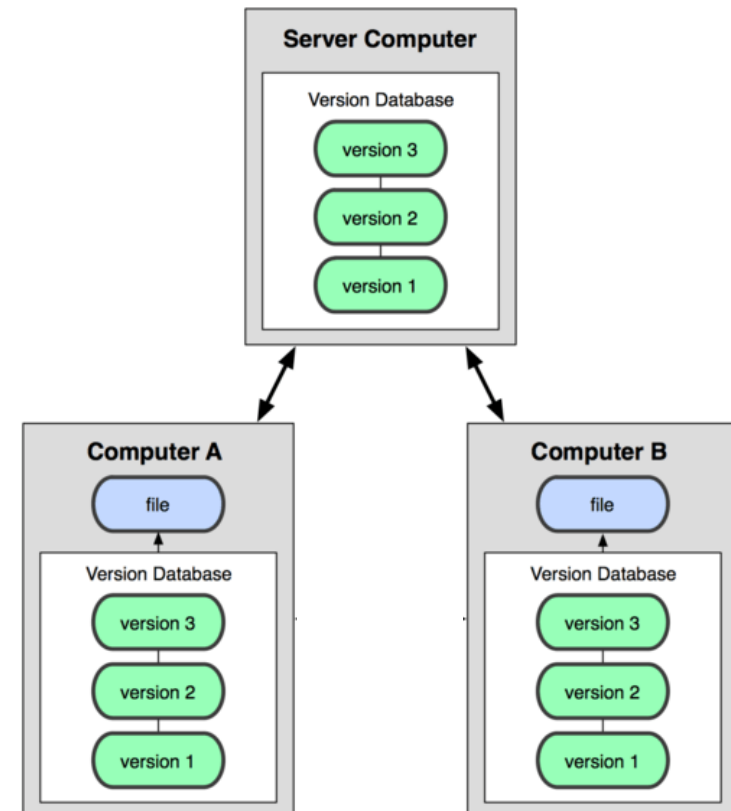 Server Computer
Version Database
version 3
version 2
version 1
Computer A
file
Version Database
version 3
version 2
version 1
Computer B
file
Version Database
version 3
version 2
version 1